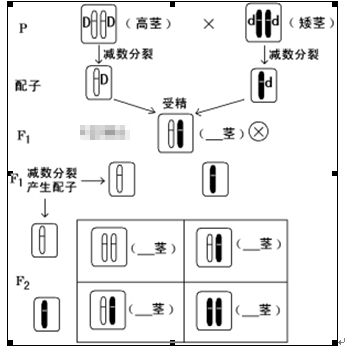 P D D （高茎） × d d （矮茎）
减数分裂 减数分裂
配子 D d
受精
F₁ （__茎）
F₁ 减数分裂
产生配子
（__茎） （__茎）
F₂
（__茎） （__茎）